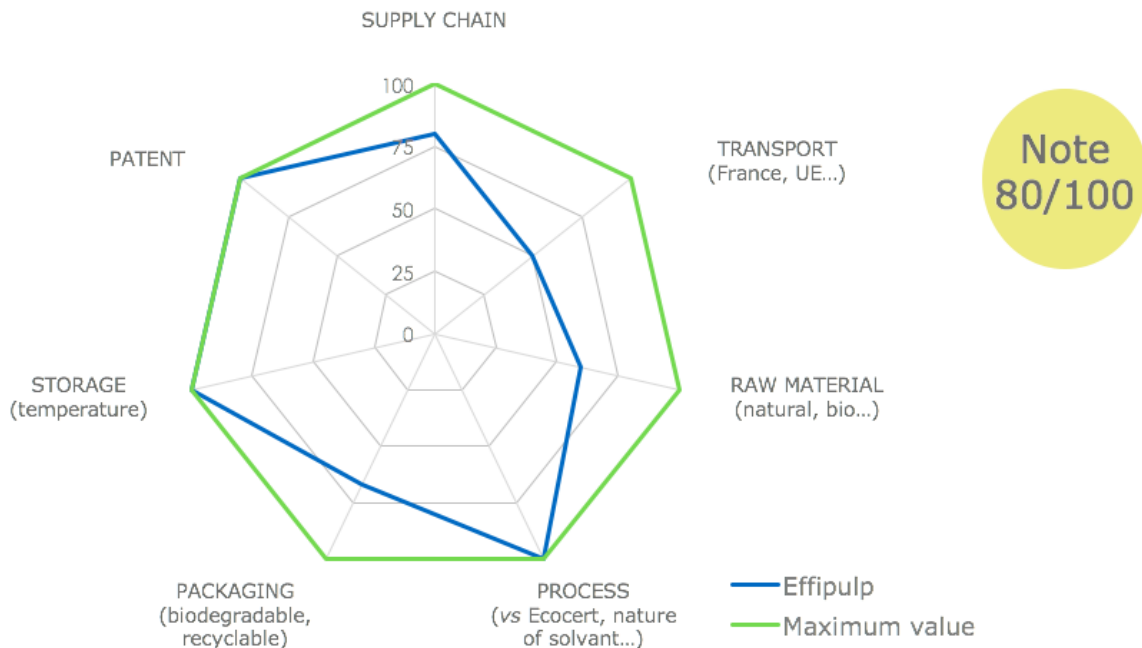 SUPPLY CHAIN
100
75
50
25
0
TRANSPORT
(France, UE...)
Note
80/100
PATENT
RAW MATERIAL
(natural, bio...)
STORAGE
(temperature)
PACKAGING
(biodegradable,
recyclable)
PROCESS
(vs Ecocert, nature
of solvant...)
Effipulp
Maximum value